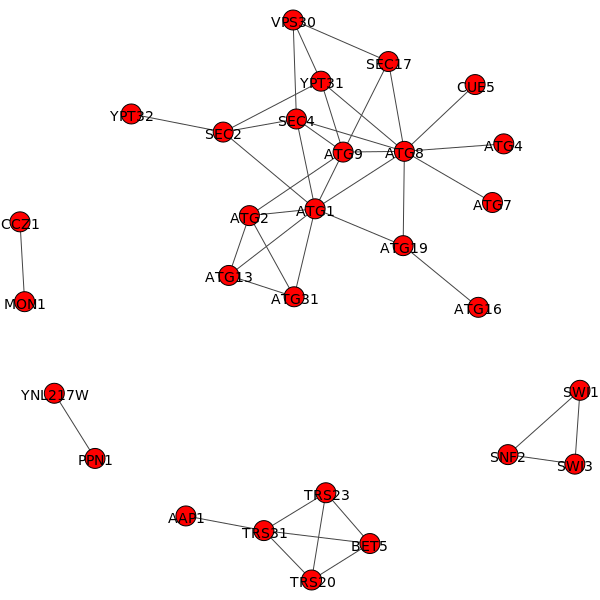 VPS30
SEC17
YPT31
CUE5
YPT32
SEC4
SEC2
ATG9
ATG8
ATG4
ATG7
ATG1
ATG2
CCZ1
ATG19
ATG13
ATG31
MON1
ATG16
YNL217W
SWI1
PPN1
SNF2
SWI3
TRS23
AAP1
TRS31
BET5
TRS20